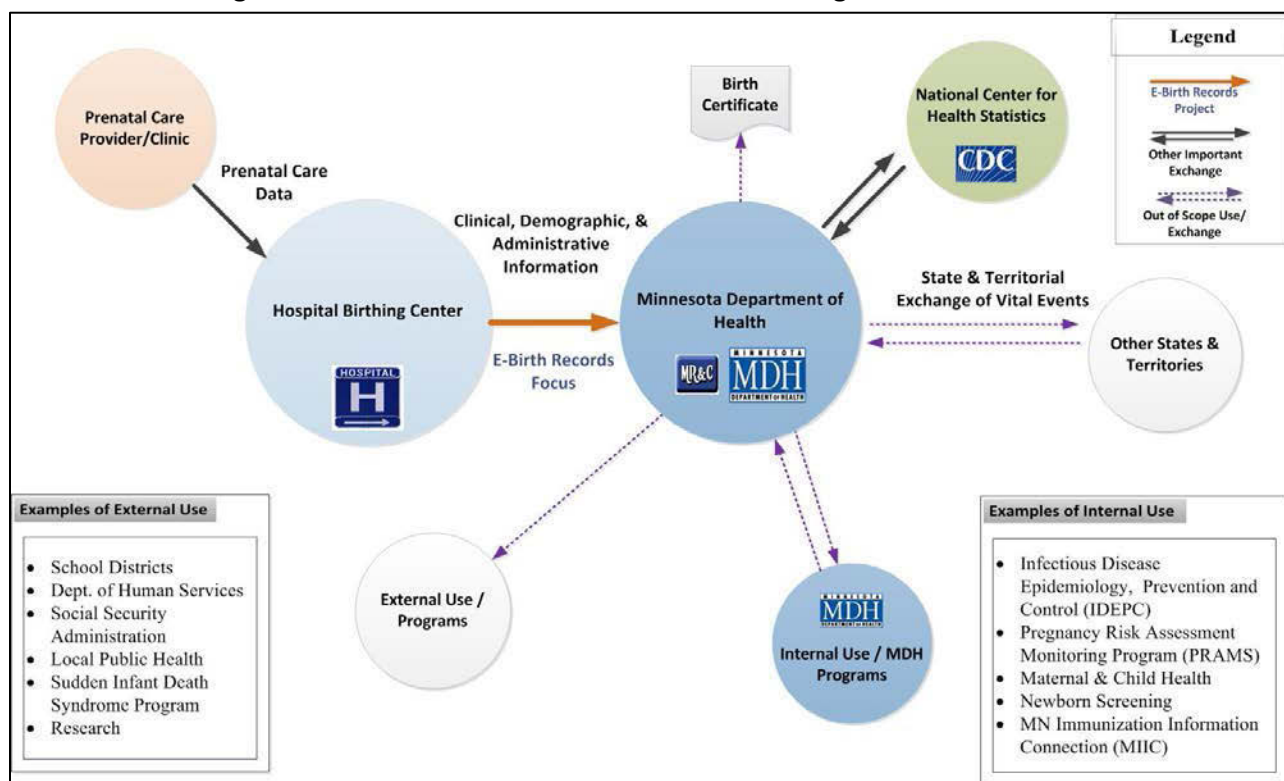 Legend
E-Birth Records
Project
Other Important
Exchange
Out of Scope Use/
Exchange
Prenatal Care
Provider/Clinic
Prenatal Care
Data
Birth
Certificate
National Center for
Health Statistics
CDC
Clinical, Demographic, &
Administrative
Information
Hospital Birthing Center
HOSPITAL
H
E-Birth Records
Focus
Minnesota Department of
Health
MR&C
MINNESOTA
MDH
DEPARTMENT OF HEALTH
State & Territorial
Exchange of Vital Events
Other States &
Territories
External Use /
Programs
MINNESOTA
MDH
DEPARTMENT OF HEALTH
Internal Use / MDH
Programs
Examples of External Use
• School Districts
• Dept. of Human Services
• Social Security
Administration
• Local Public Health
• Sudden Infant Death
Syndrome Program
• Research
Examples of Internal Use
• Infectious Disease
Epidemiology, Prevention and
Control (IDEPC)
• Pregnancy Risk Assessment
Monitoring Program (PRAMS)
• Maternal & Child Health
• Newborn Screening
• MN Immunization Information
Connection (MIIC)